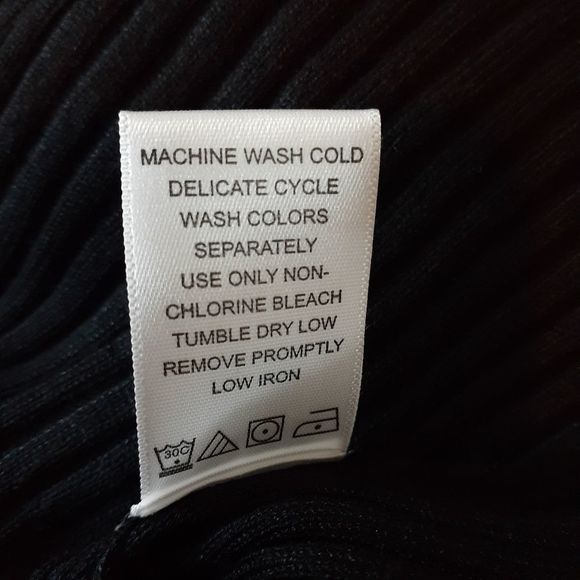 MACHINE WASH COLD
DELICATE CYCLE
WASH COLORS
SEPARATELY
USE ONLY NON-
CHLORINE BLEACH
TUMBLE DRY LOW
REMOVE PROMPTLY
LOW IRON
30C